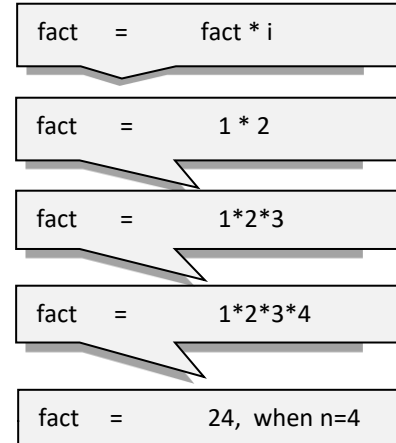 fact = fact * i
fact = 1 * 2
fact = 1*2*3
fact = 1*2*3*4
fact = 24, when n=4